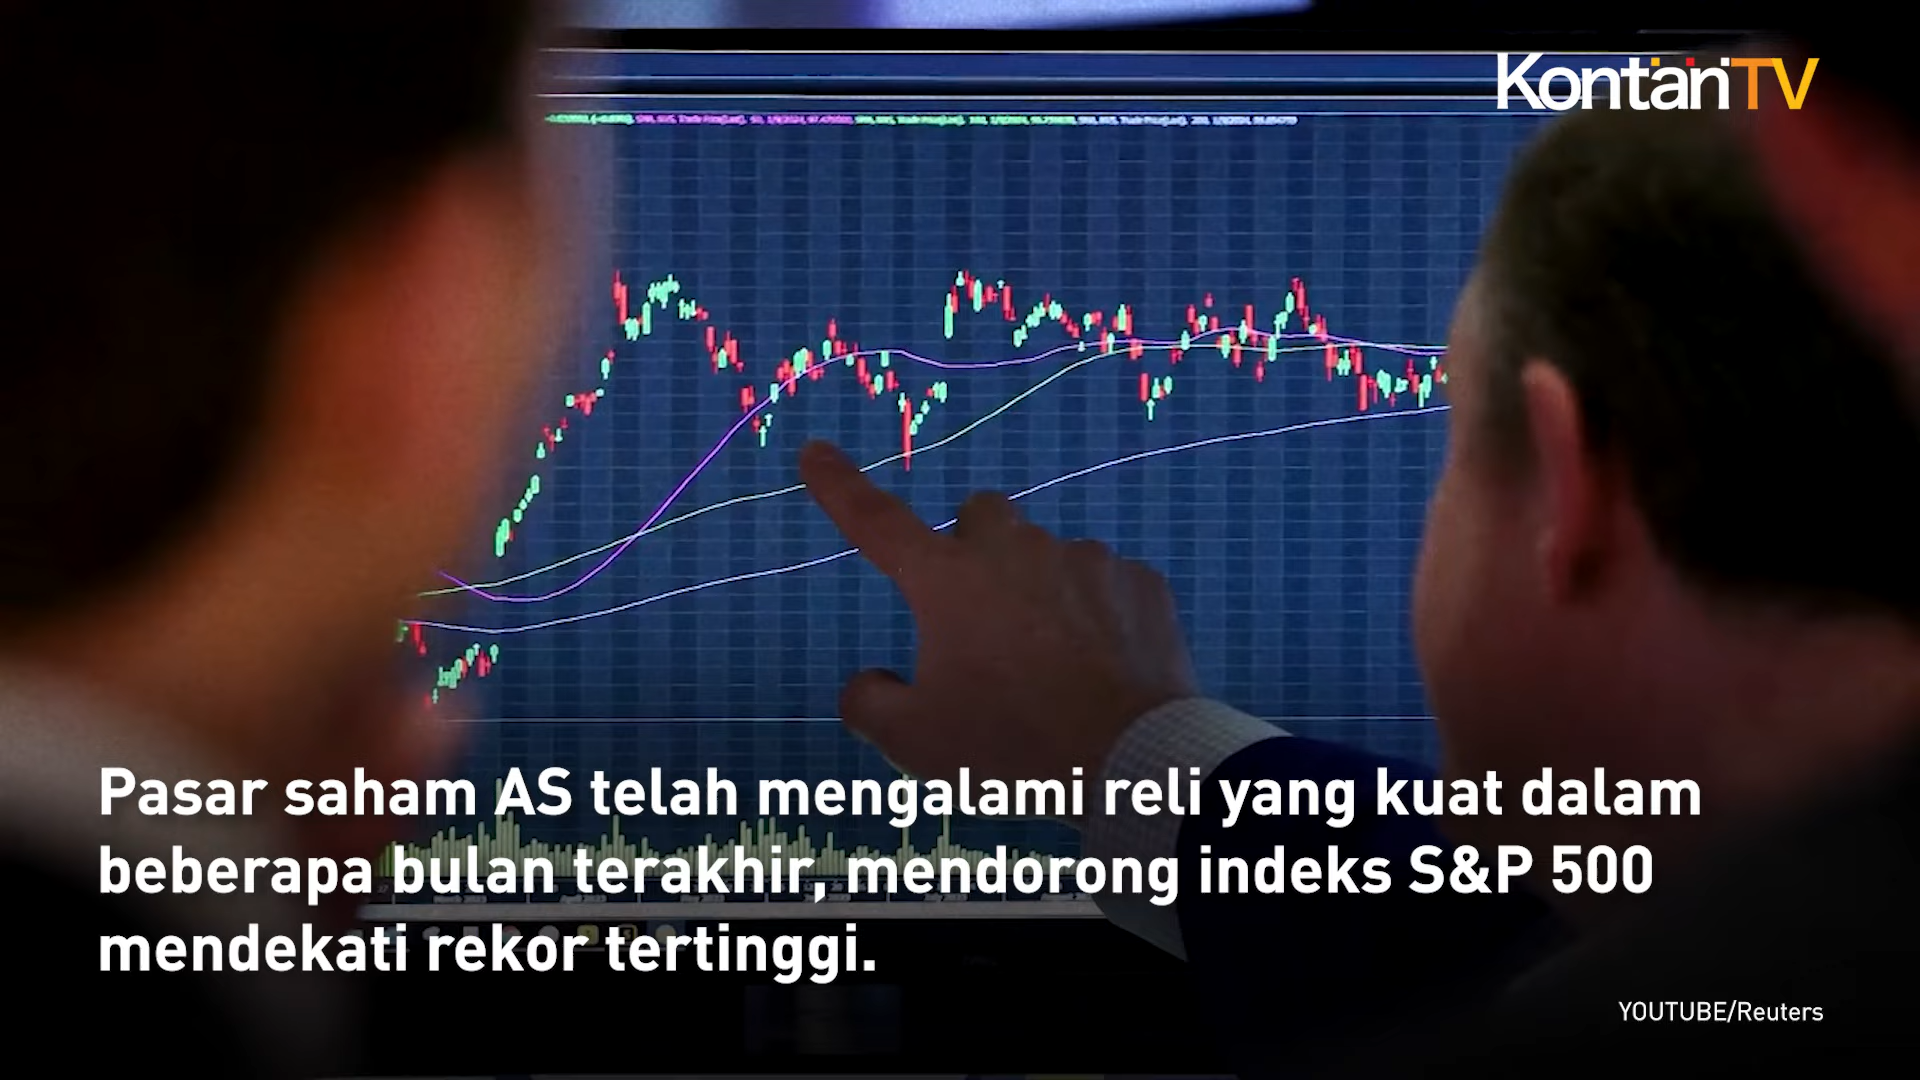 KontanTV
Pasar saham AS telah mengalami reli yang kuat dalam
beberapa bulan terakhir, mendorong indeks S&P 500
mendekati rekor tertinggi.
YOUTUBE/Reuters